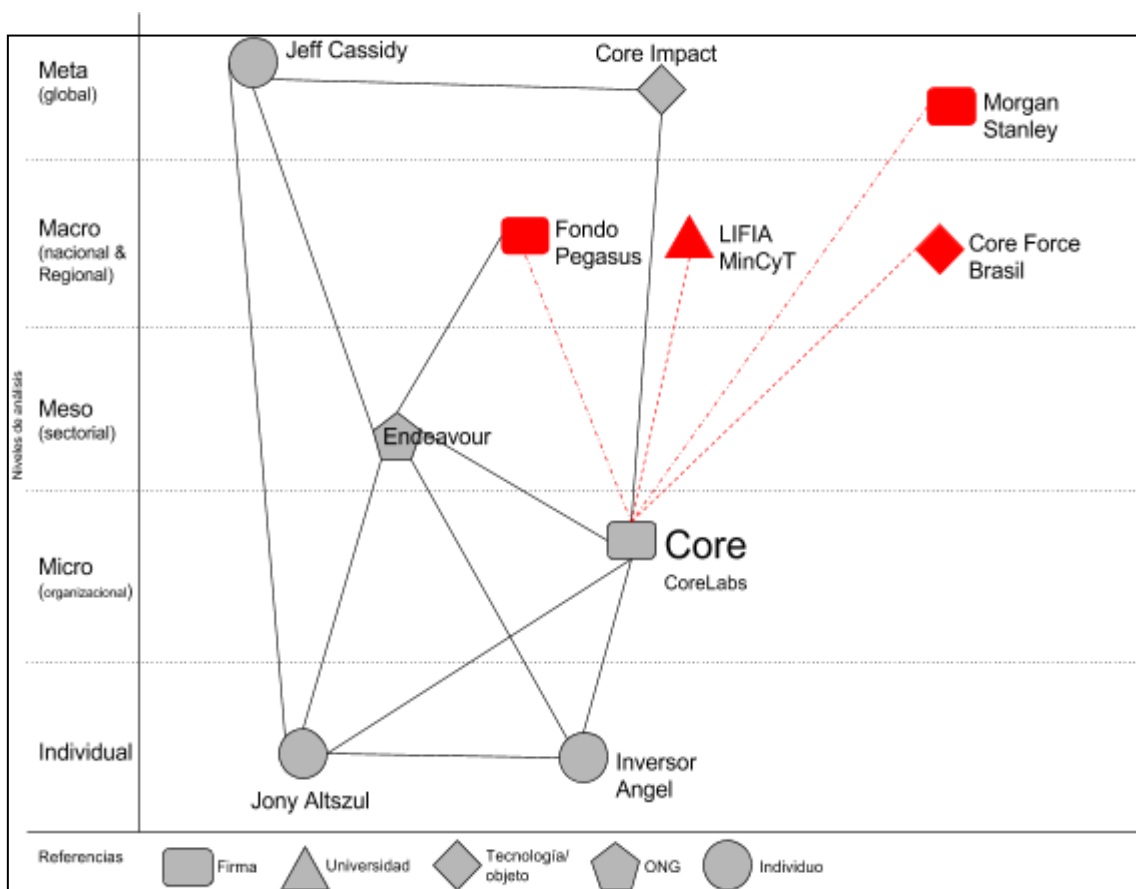 Niveles de análisis
Meta
(global)
Jeff Cassidy
Core Impact
Morgan
Stanley
Macro
(nacional &
Regional)
Fondo
Pegasus
LIFIA
MinCyT
Core Force
Brasil
Meso
(sectorial)
Endeavour
Micro
(organizacional)
Core
CoreLabs
Individual
Jony Altszul
Inversor
Angel
Referencias
Firma
Universidad
Tecnología/
objeto
ONG
Individuo